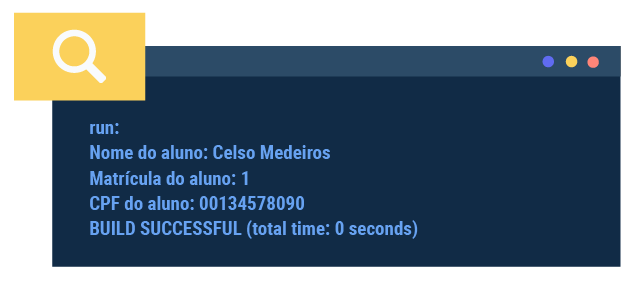 run:
Nome do aluno: Celso Medeiros
Matrícula do aluno: 1
CPF do aluno: 00134578090
BUILD SUCCESSFUL (total time: 0 seconds)